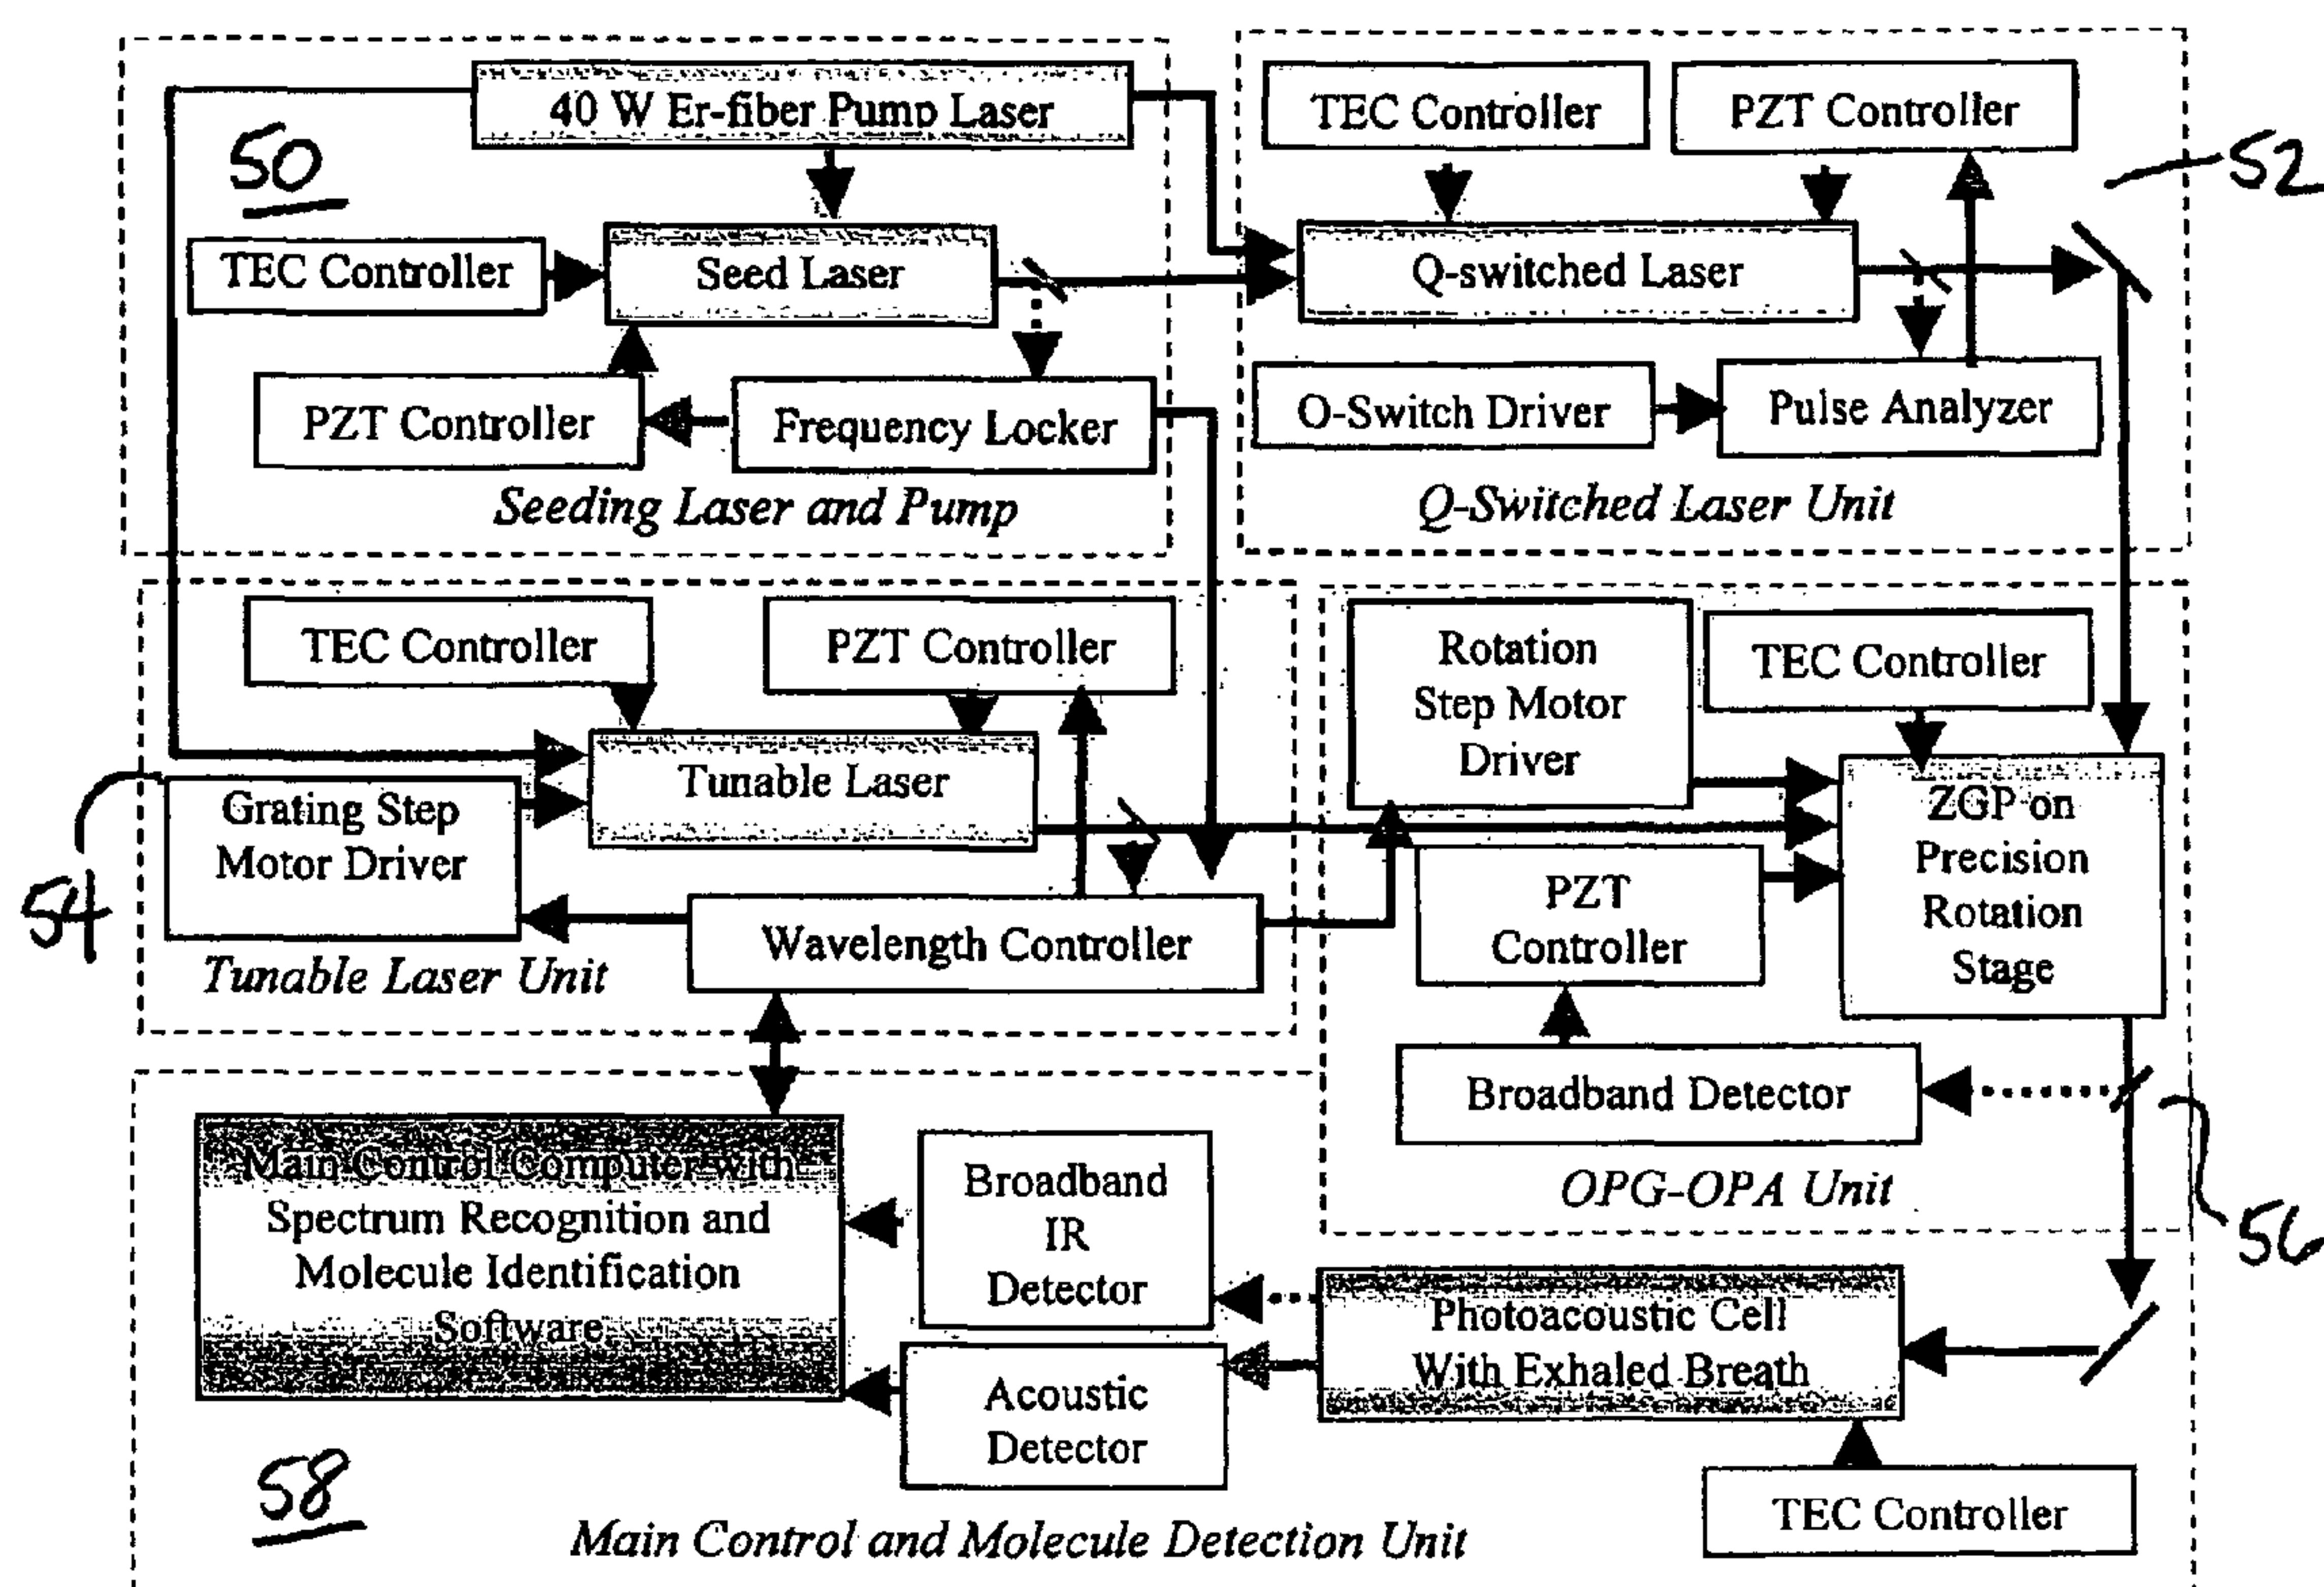 40 W Er-fiber Pump Laser
50
TEC Controller
Seed Laser
PZT Controller
Frequency Locker
Seeding Laser and Pump
TEC Controller
PZT Controller
52
Q-switched Laser
O-Switch Driver
Pulse Analyzer
Q-Switched Laser Unit
TEC Controller
PZT Controller
Tunable Laser
Grating Step
Motor Driver
54
Wavelength Controller
Tunable Laser Unit
Rotation
Step Motor
Driver
TEC Controller
ZGP on
Precision
Rotation
Stage
PZT
Controller
Broadband Detector
OPG-OPA Unit
56
Main Control Computer with
Spectrum Recognition and
Molecule Identification
Software
Broadband
IR
Detector
Acoustic
Detector
Photoacoustic Cell
With Exhaled Breath
TEC Controller
58
Main Control and Molecule Detection Unit